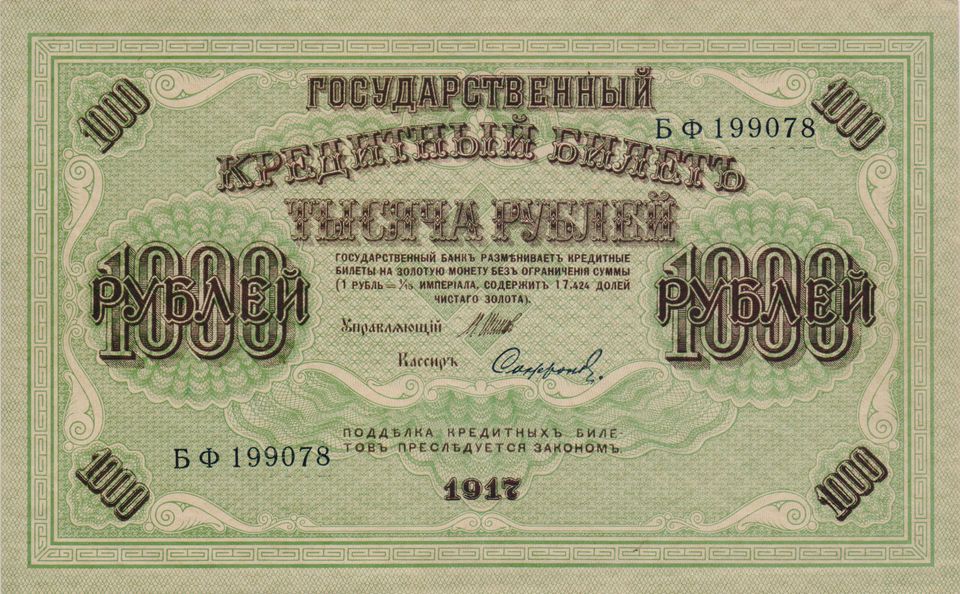 1000
1000
ГОСУДАРСТВЕННЫЙ
БФ 199078
КРЕДИТНЫЙ БИЛЕТЪ
ТЫСЯЧА РУБЛЕЙ
ГОСУДАРСТВЕННЫЙ БАНКЪ РАЗМѢНИВАЕТЪ КРЕДИТНЫЕ
БИЛЕТЫ НА ЗОЛОТУЮ МОНЕТУ БЕЗЪ ОГРАНИЧЕНІЯ СУММЫ
(1 РУБЛЬ = 1/15 ИМПЕРІАЛА, СОДЕРЖИТЪ 17.424 ДОЛЕЙ
ЧИСТАГО ЗОЛОТА).
1000 РУБЛЕЙ
1000 РУБЛЕЙ
Управляющій
Кассиръ
ПОДДѢЛКА КРЕДИТНЫХЪ БИЛЕ-
ТОВЪ ПРЕСЛѢДУЕТСЯ ЗАКОНОМЪ.
БФ 199078
1917
1000
1000